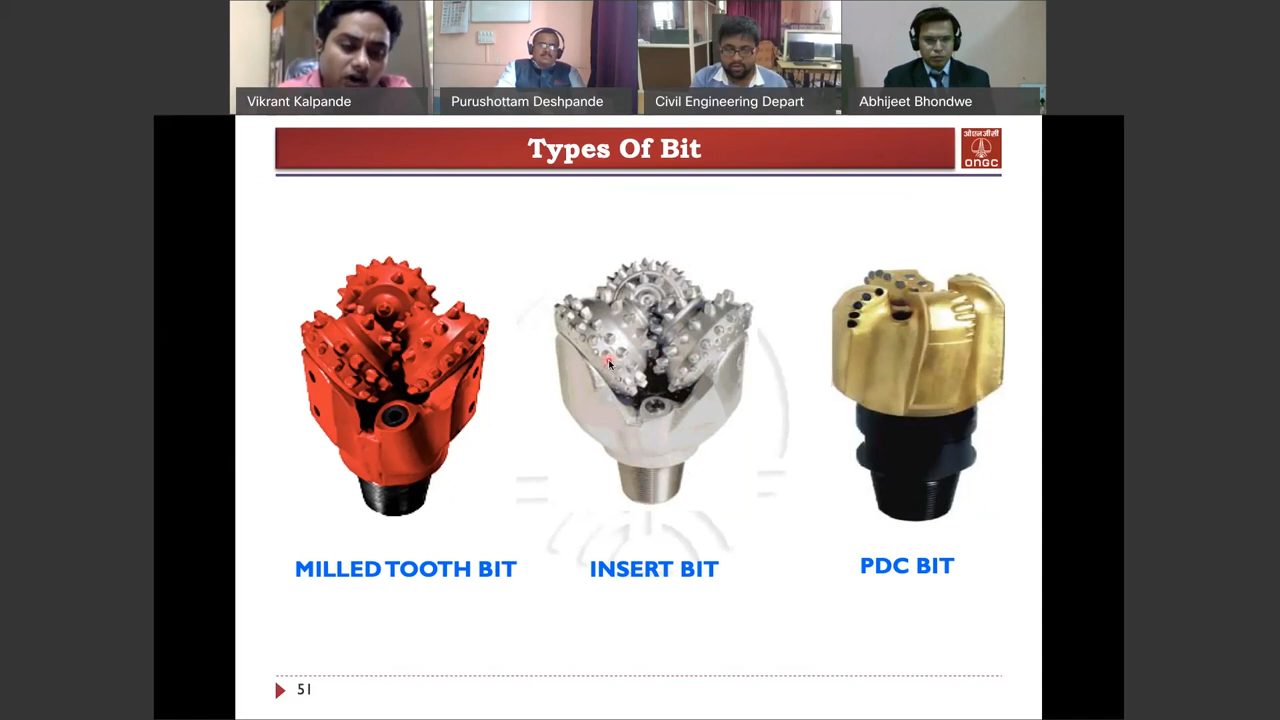 Vikrant Kalpande
Purushottam Deshpande
Civil Engineering Depart
Abhijeet Bhondwe
Types Of Bit
ओएनजीसी
ONGC
MILLED TOOTH BIT
INSERT BIT
PDC BIT
51